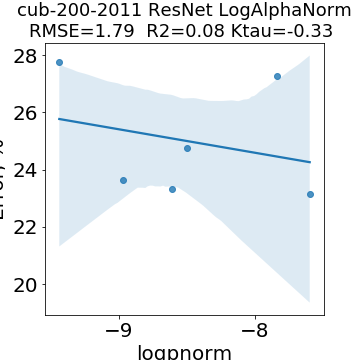 cub-200-2011 ResNet LogAlphaNorm
RMSE=1.79 R2=0.08 Ktau=-0.33
28
26
24
22
20
−9
−8
logpnorm